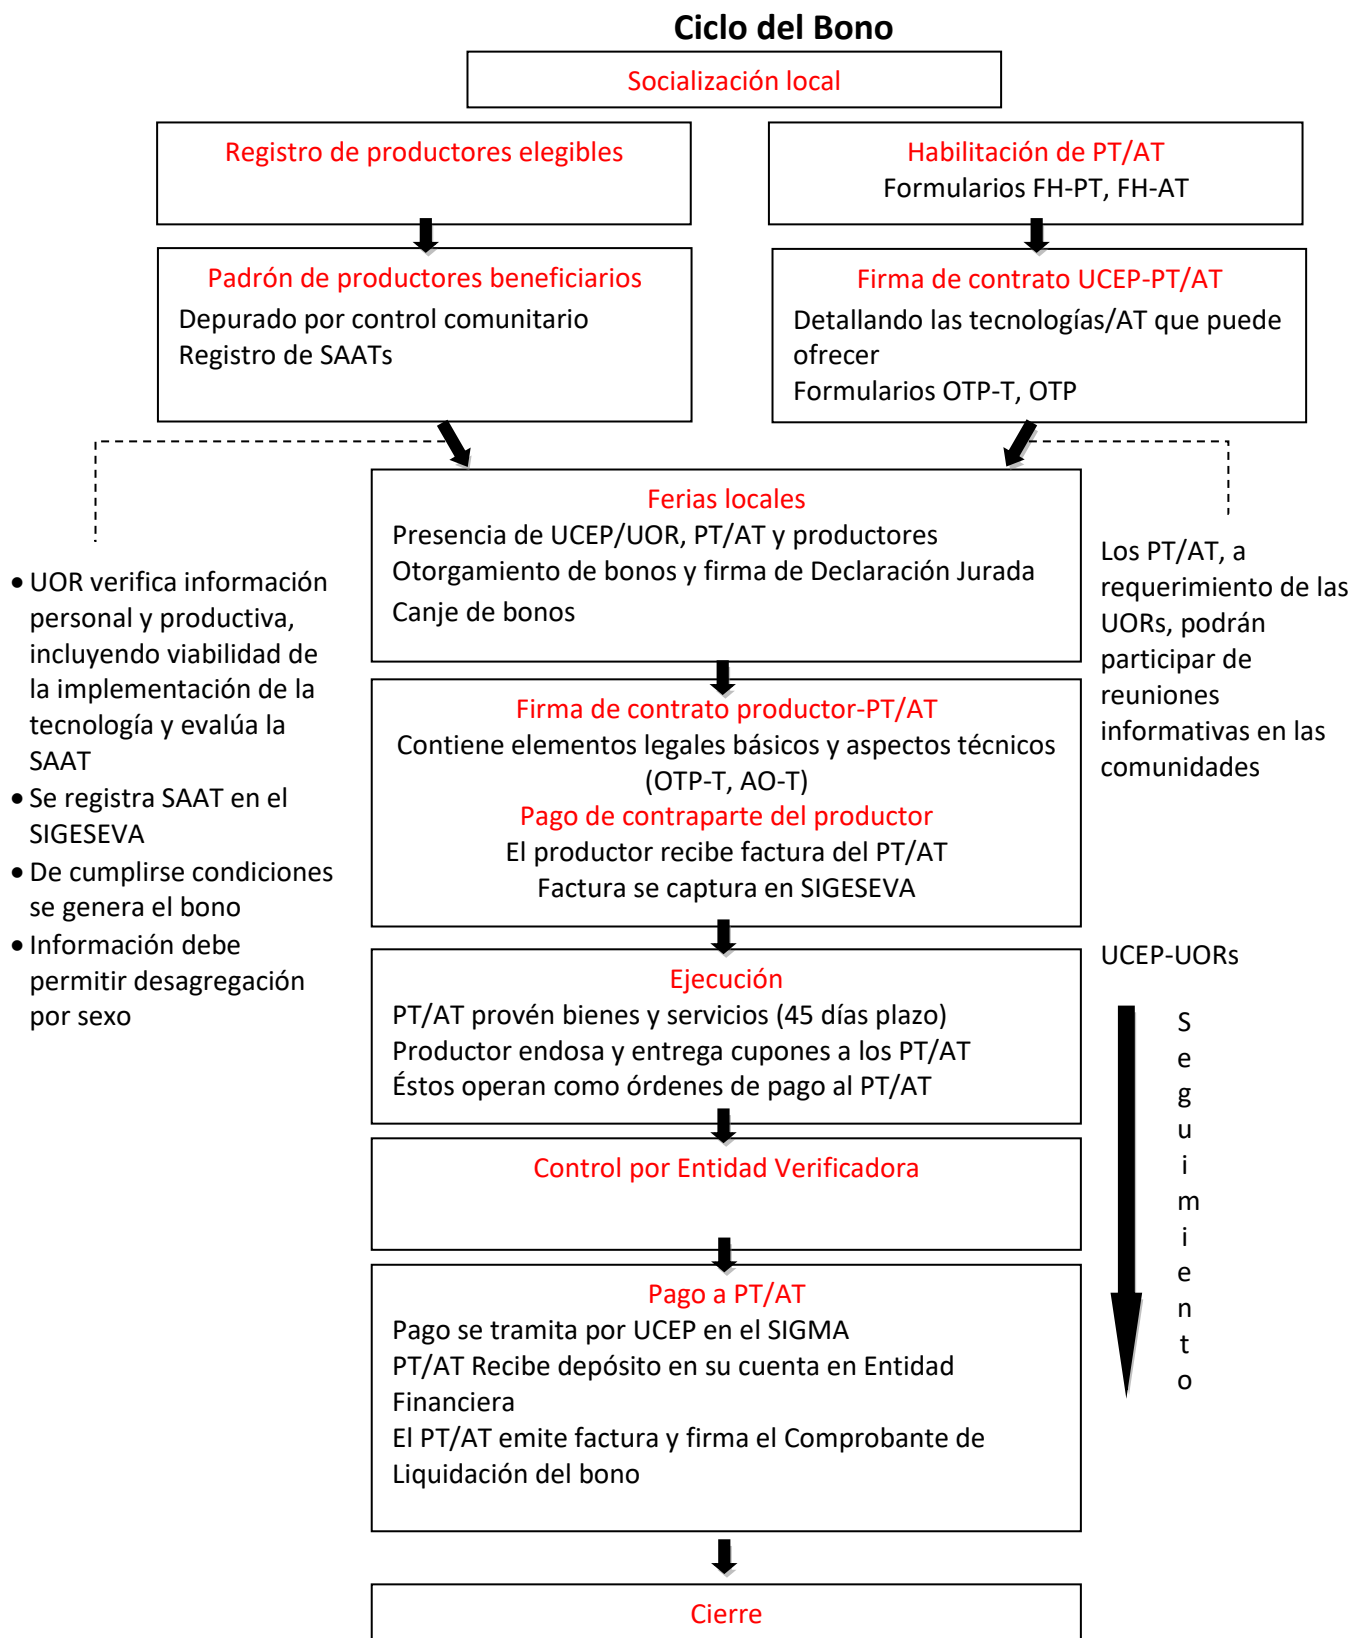 Ciclo del Bono
Socialización local
Registro de productores elegibles
Habilitación de PT/AT
Formularios FH-PT, FH-AT
Padrón de productores beneficiarios
Depurado por control comunitario
Registro de SAATs
Firma de contrato UCEP-PT/AT
Detallando las tecnologías/AT que puede
ofrecer
Formularios OTP-T, OTP
Ferias locales
Presencia de UCEP/UOR, PT/AT y productores
Otorgamiento de bonos y firma de Declaración Jurada
Canje de bonos
• UOR verifica información
personal y productiva,
incluyendo viabilidad de
la implementación de la
tecnología y evalúa la
SAAT
• Se registra SAAT en el
SIGESEVA
• De cumplirse condiciones
se genera el bono
• Información debe
permitir desagregación
por sexo
Los PT/AT, a
requerimiento de las
UORs, podrán
participar de
reuniones
informativas en las
comunidades
Firma de contrato productor-PT/AT
Contiene elementos legales básicos y aspectos técnicos
(OTP-T, AO-T)
Pago de contraparte del productor
El productor recibe factura del PT/AT
Factura se captura en SIGESEVA
Ejecución
PT/AT provén bienes y servicios (45 días plazo)
Productor endosa y entrega cupones a los PT/AT
Éstos operan como órdenes de pago al PT/AT
UCEP-UORs
S
e
g
u
i
m
i
e
n
t
o
Control por Entidad Verificadora
Pago a PT/AT
Pago se tramita por UCEP en el SIGMA
PT/AT Recibe depósito en su cuenta en Entidad
Financiera
El PT/AT emite factura y firma el Comprobante de
Liquidación del bono
Cierre